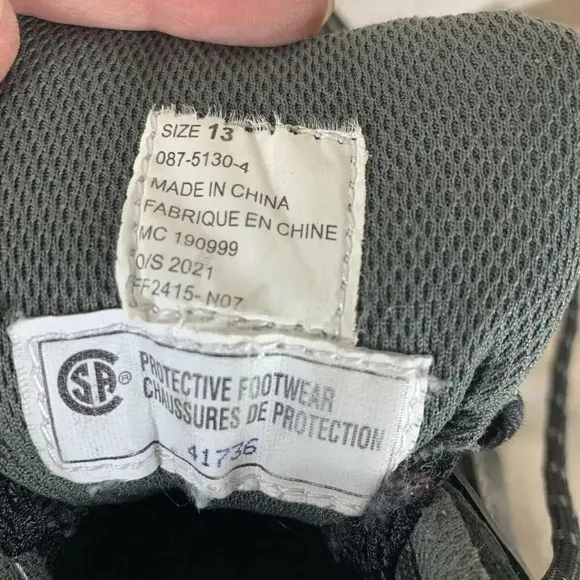 SIZE 13
087-5130-4
MADE IN CHINA
FABRIQUE EN CHINE
MC 190999
O/S 2021
FF2415- N07
CSA ®
PROTECTIVE FOOTWEAR
CHAUSSURES DE PROTECTION
41736